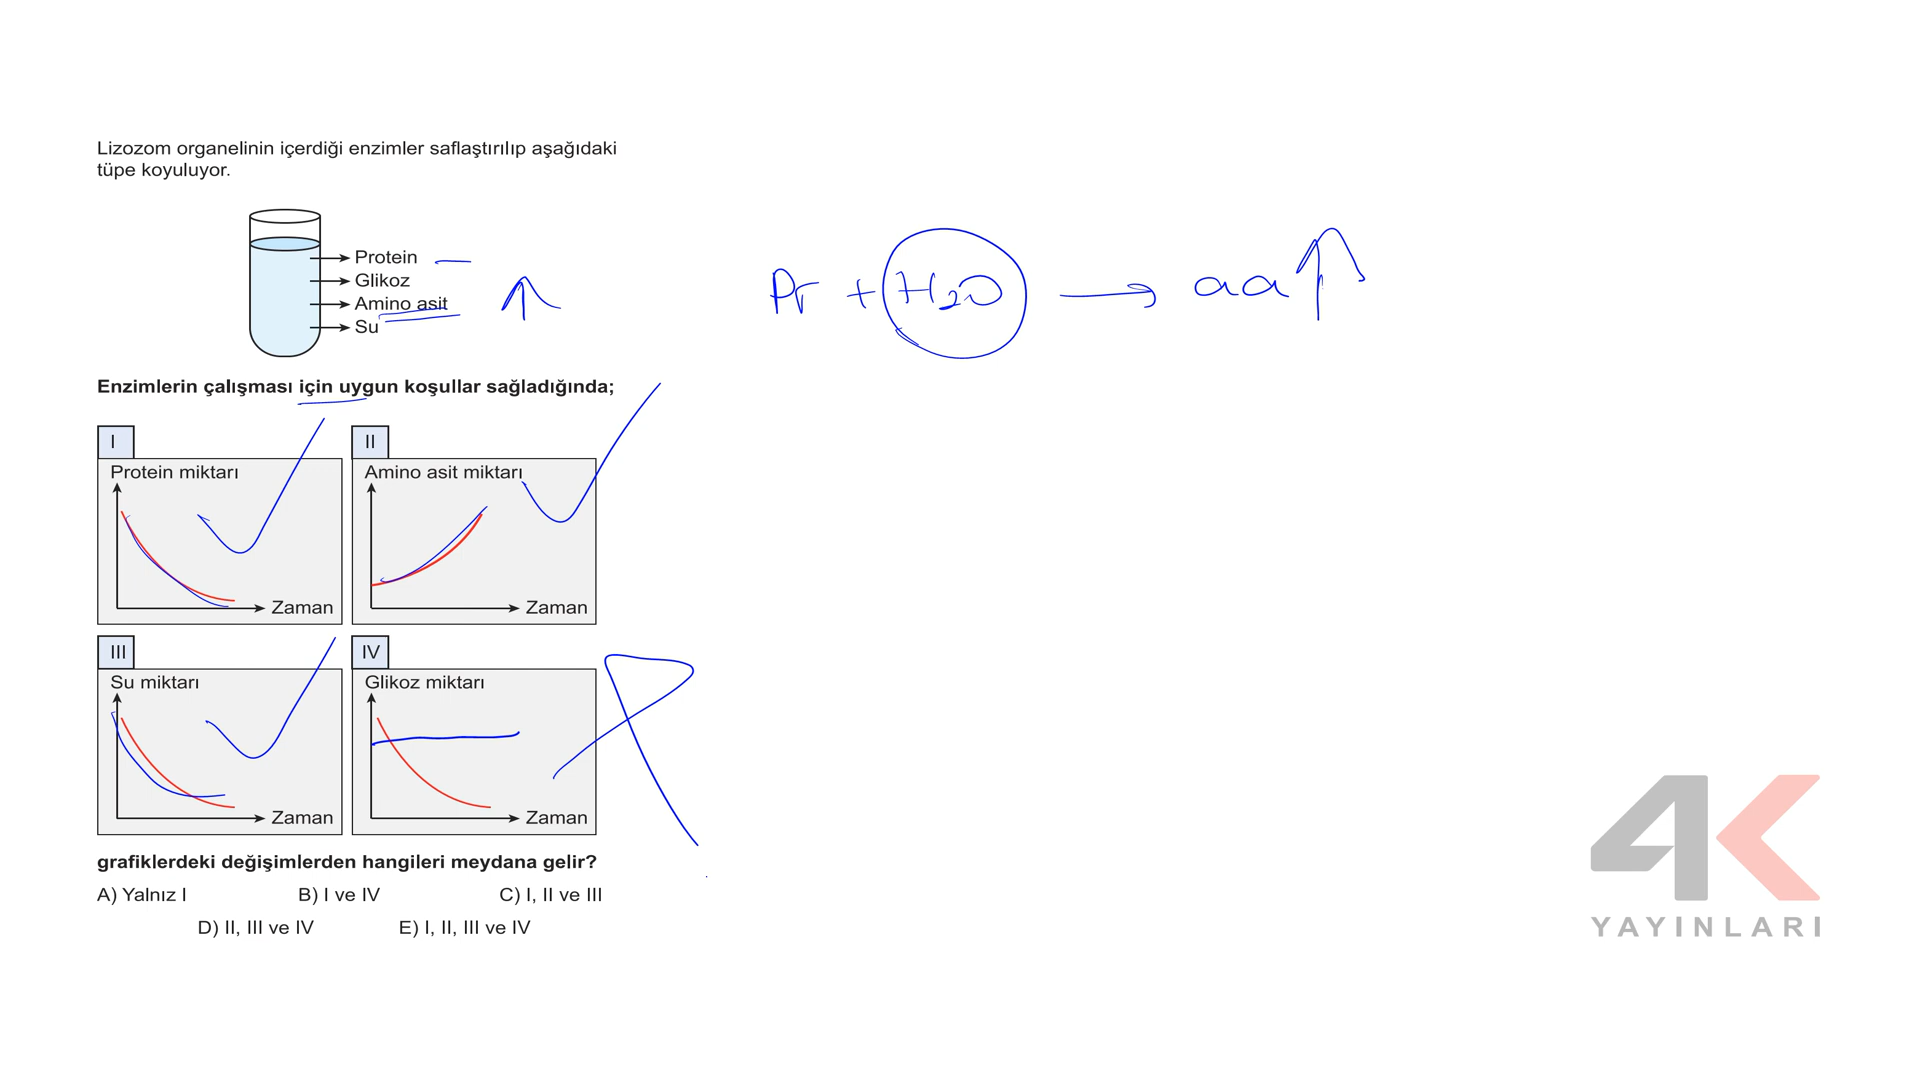 Lizozom organelinin içerdiği enzimler saflaştırılıp aşağıdaki
tüpe koyuluyor.
Protein
Glikoz
Amino asit
Su
Pr + H₂O → aa ↑
Enzimlerin çalışması için uygun koşullar sağladığında;
I
Protein miktarı
Zaman
II
Amino asit miktarı
Zaman
III
Su miktarı
Zaman
IV
Glikoz miktarı
Zaman
grafiklerdeki değişimlerden hangileri meydana gelir?
A) Yalnız I B) I ve IV C) I, II ve III
D) II, III ve IV E) I, II, III ve IV
4K
YAYINLARI